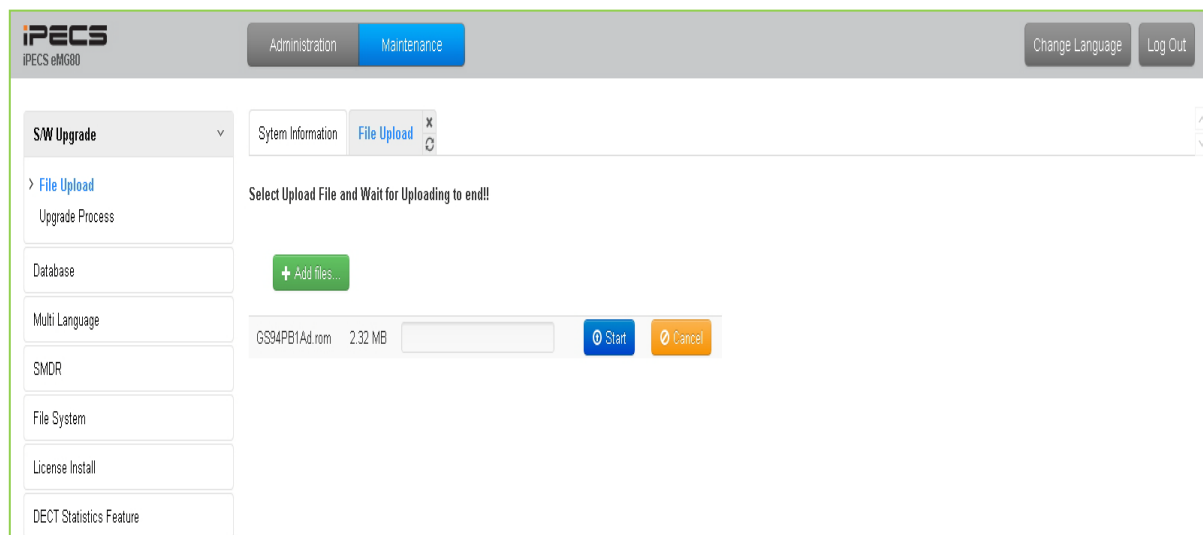 iPECS
iPECS eMG80
Administration
Maintenance
Change Language
Log Out
S/W Upgrade
File Upload
Upgrade Process
Database
Multi Language
SMDR
File System
License Install
DECT Statistics Feature
Sytem Information
File Upload
Select Upload File and Wait for Uploading to end!!
+ Add files...
GS94PB1Ad.rom 2.32 MB Start Cancel